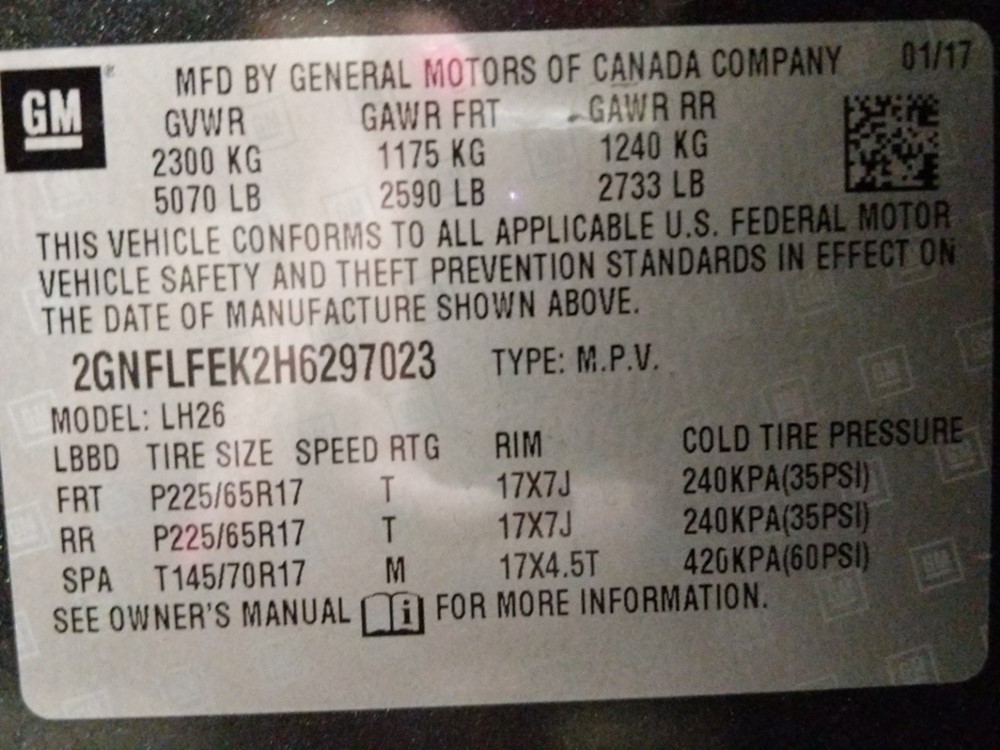 GM
MFD BY GENERAL MOTORS OF CANADA COMPANY 01/17
GVWR GAWR FRT GAWR RR
2300 KG 1175 KG 1240 KG
5070 LB 2590 LB 2733 LB
THIS VEHICLE CONFORMS TO ALL APPLICABLE U.S. FEDERAL MOTOR
VEHICLE SAFETY AND THEFT PREVENTION STANDARDS IN EFFECT ON
THE DATE OF MANUFACTURE SHOWN ABOVE.
2GNFLFEK2H6297023 TYPE: M.P.V.
MODEL: LH26
LBBD TIRE SIZE SPEED RTG RIM COLD TIRE PRESSURE
FRT P225/65R17 T 17X7J 240KPA(35PSI)
RR P225/65R17 T 17X7J 240KPA(35PSI)
SPA T145/70R17 M 17X4.5T 420KPA(60PSI)
SEE OWNER'S MANUAL i FOR MORE INFORMATION.